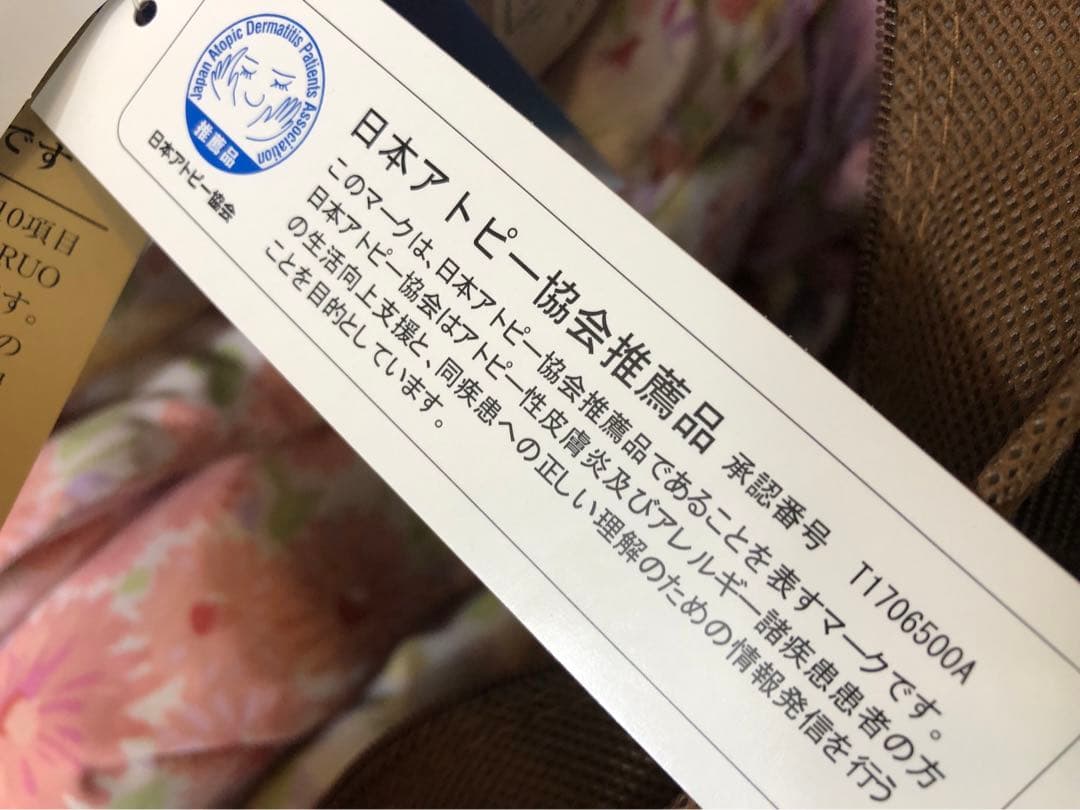 Japan Atopic Dermatitis Patients Association
推薦品
日本アトピー協会
日本アトピー協会推薦品 承認番号 T1706500A
このマークは、日本アトピー協会推薦品であることを表すマークです。
日本アトピー協会はアトピー性皮膚炎及びアレルギー諸疾患患者の方
の生活向上支援と、同疾患への正しい理解のための情報発信を行う
ことを目的としています。
です
10項目
RUO
す。
の